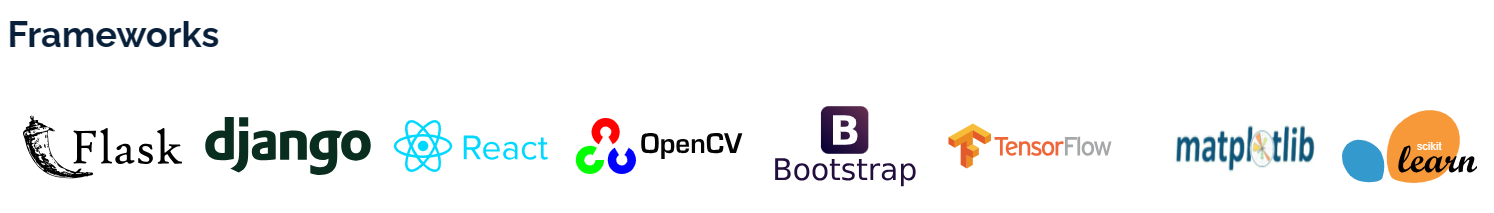 Frameworks
Flask
django
React
OpenCV
B
Bootstrap
TensorFlow
matplotlib
scikit
learn